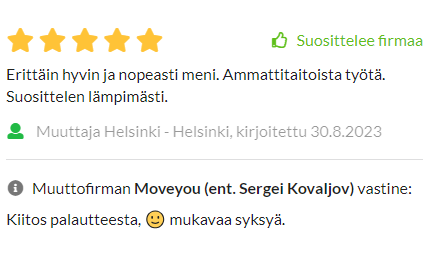 Suosittelee firmaa
Erittäin hyvin ja nopeasti meni. Ammattitaitoista työtä.
Suosittelen lämpimästi.
Muuttaja Helsinki - Helsinki, kirjoitettu 30.8.2023
Muuttofirman Moveyou (ent. Sergei Kovaljov) vastine:
Kiitos palautteesta, 🙂 mukavaa syksyä.